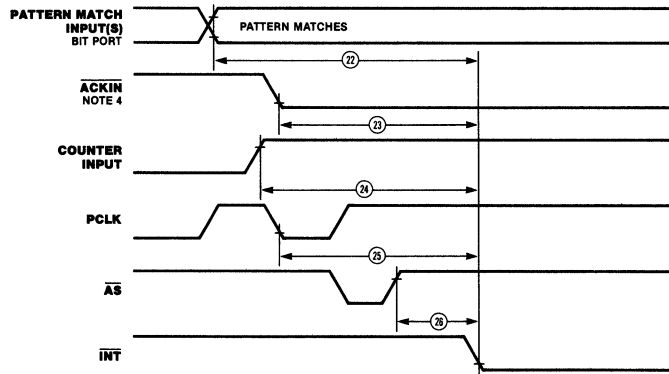 PATTERN MATCH
INPUT(S)
BIT PORT
PATTERN MATCHES
22
ACKIN
NOTE 4
23
COUNTER
INPUT
24
PCLK
25
AS
26
INT